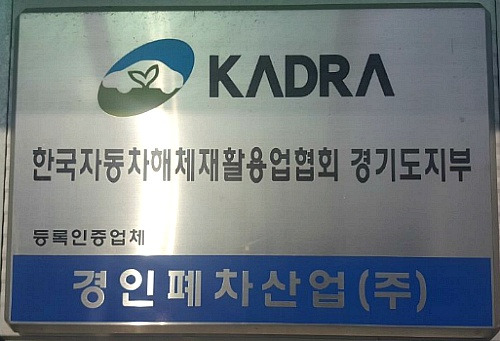 KADRA
한국자동차해체재활용업협회 경기도지부
등록인증업체
경인폐차산업(주)